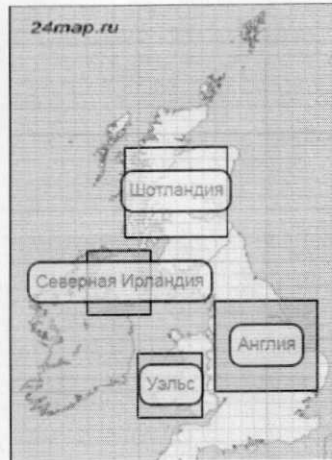 24map.ru
Шотландия
Северная Ирландия
Англия
Уэльс